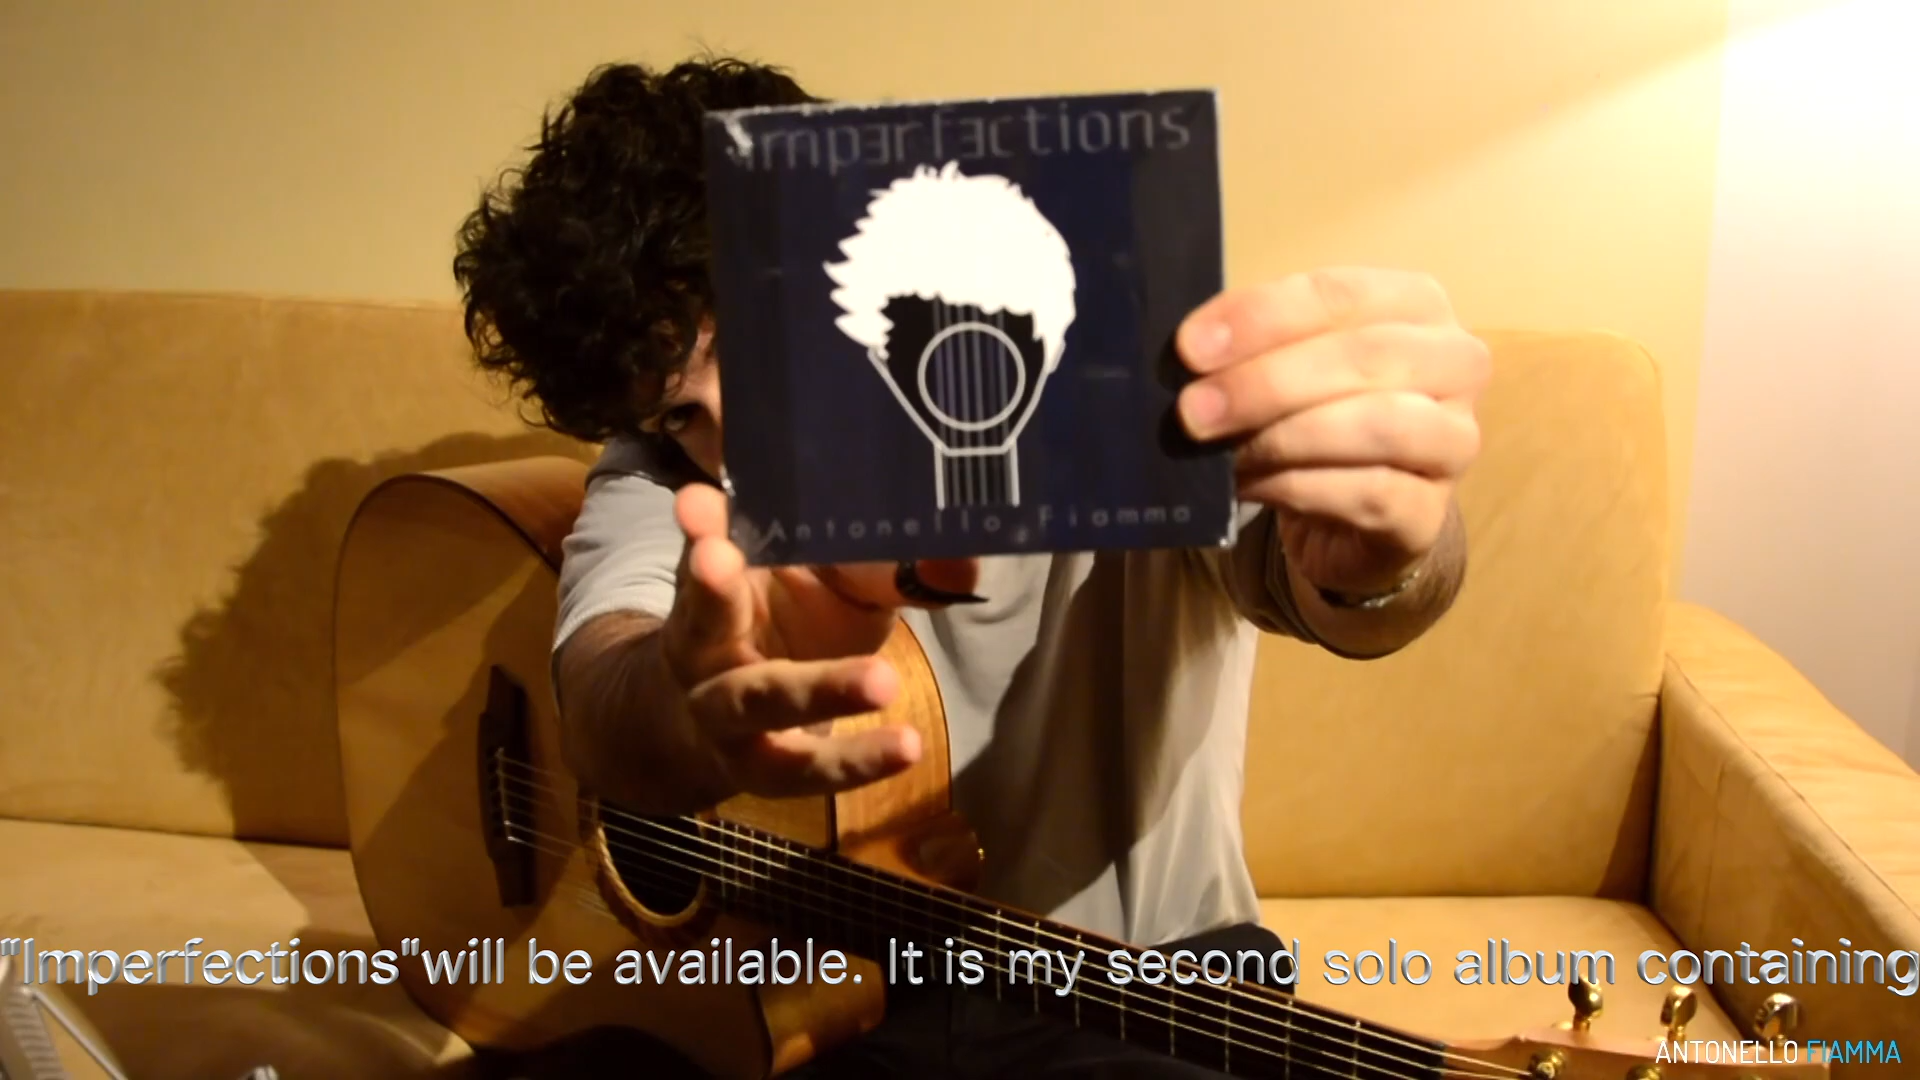 imperfections
Antonello Fiamma
"Imperfections"will be available. It is my second solo album containing
ANTONELLO FIAMMA